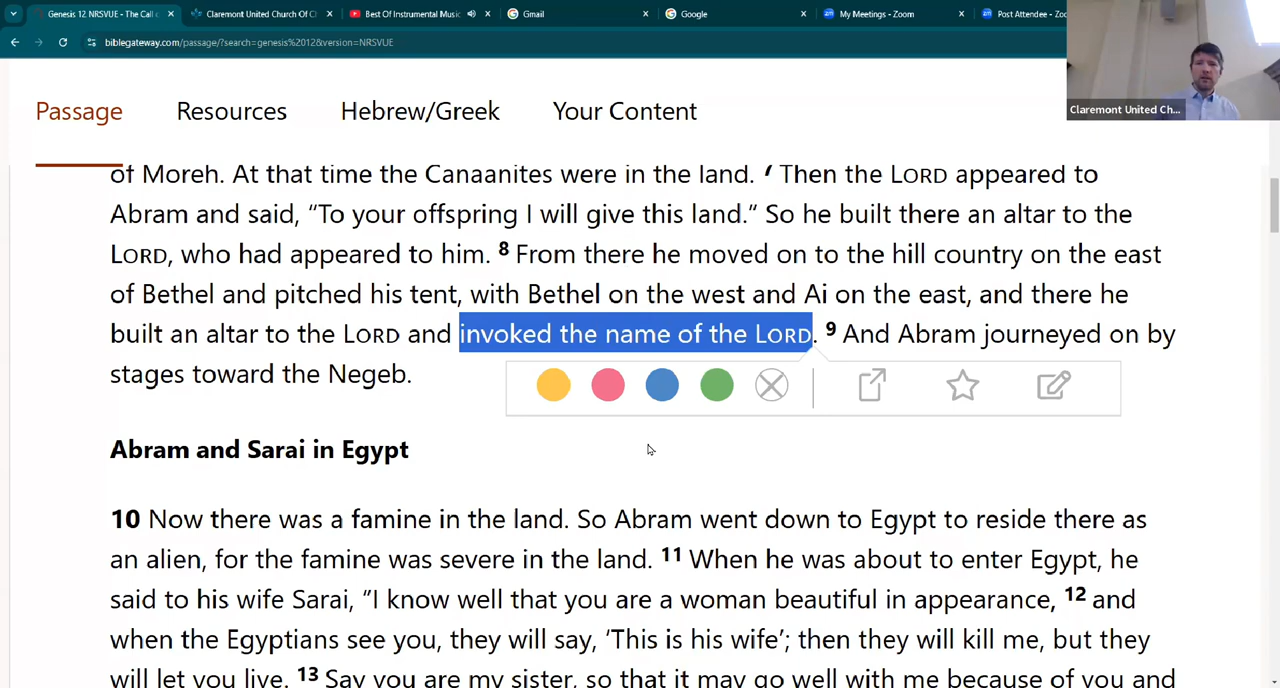 Genesis 12 NRSVUE - The Call o
Claremont United Church Of C
Best Of Instrumental Music
Gmail
Google
My Meetings - Zoom
Post Attendee - Zoo
biblegateway.com/passage/?search=genesis%2012&version=NRSVUE
Claremont United Ch...
Passage
Resources
Hebrew/Greek
Your Content
of Moreh. At that time the Canaanites were in the land. 7 Then the LORD appeared to
Abram and said, “To your offspring I will give this land.” So he built there an altar to the
LORD, who had appeared to him. 8 From there he moved on to the hill country on the east
of Bethel and pitched his tent, with Bethel on the west and Ai on the east, and there he
built an altar to the LORD and invoked the name of the LORD. 9 And Abram journeyed on by
stages toward the Negeb.
Abram and Sarai in Egypt
10 Now there was a famine in the land. So Abram went down to Egypt to reside there as
an alien, for the famine was severe in the land. 11 When he was about to enter Egypt, he
said to his wife Sarai, “I know well that you are a woman beautiful in appearance, 12 and
when the Egyptians see you, they will say, ‘This is his wife’; then they will kill me, but they
will let you live. 13 Say you are my sister, so that it may go well with me because of you and